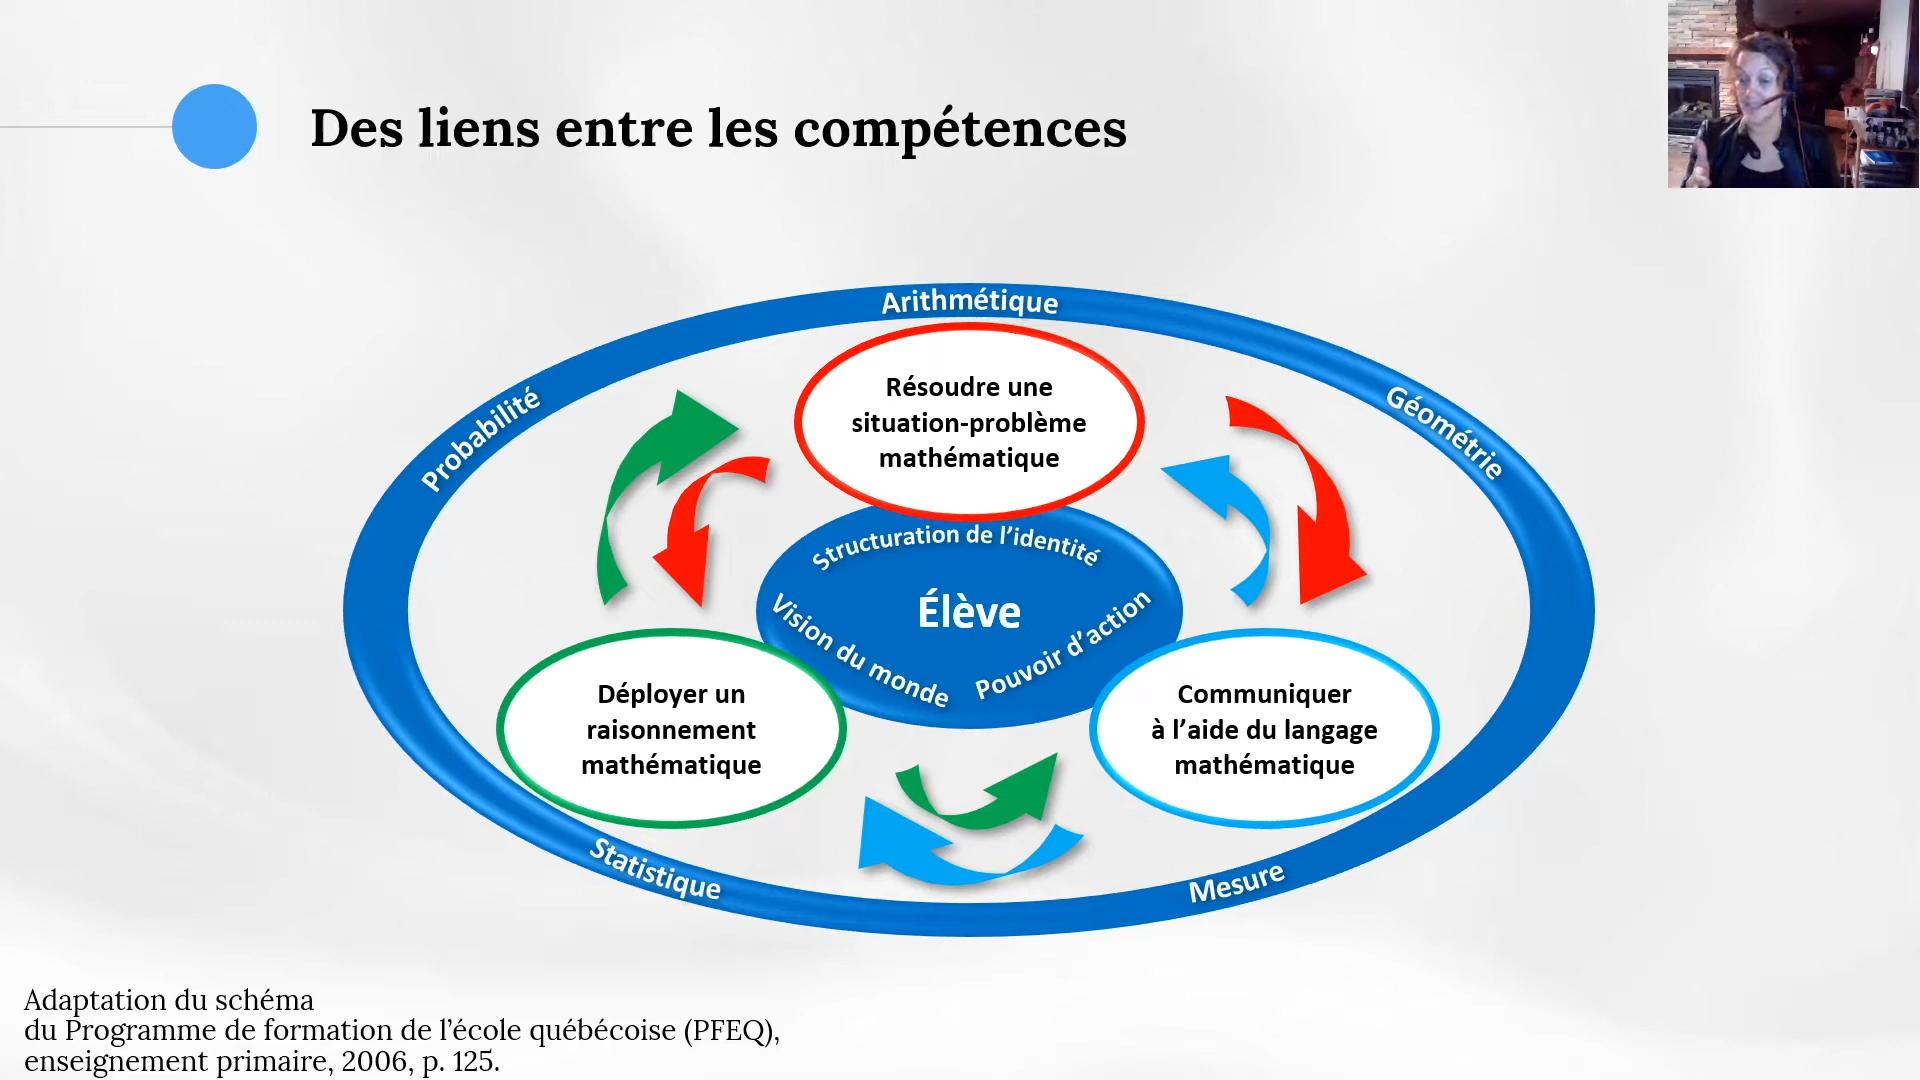 Des liens entre les compétences
Arithmétique
Probabilité
Géométrie
Résoudre une
situation-problème
mathématique
Structuration de l’identité
Élève
Vision du monde
Pouvoir d’action
Déployer un
raisonnement
mathématique
Communiquer
à l’aide du langage
mathématique
Statistique
Mesure
Adaptation du schéma
du Programme de formation de l’école québécoise (PFEQ),
enseignement primaire, 2006, p. 125.